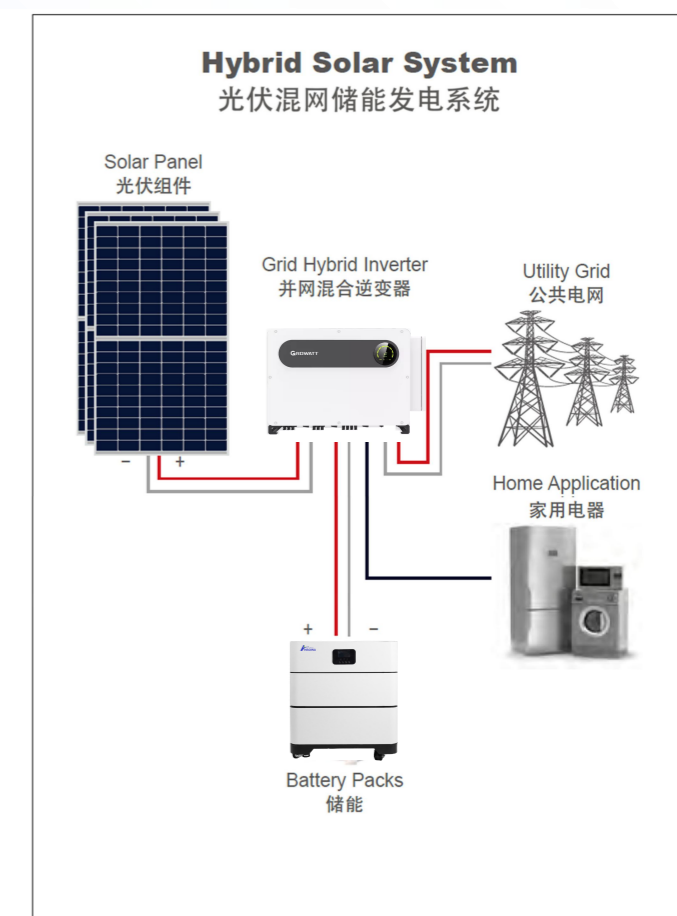 Hybrid Solar System
光伏混网储能发电系统
Solar Panel
光伏组件
Grid Hybrid Inverter
并网混合逆变器
Utility Grid
公共电网
GROWATT
− +
Home Application
家用电器
+ −
Battery Packs
储能